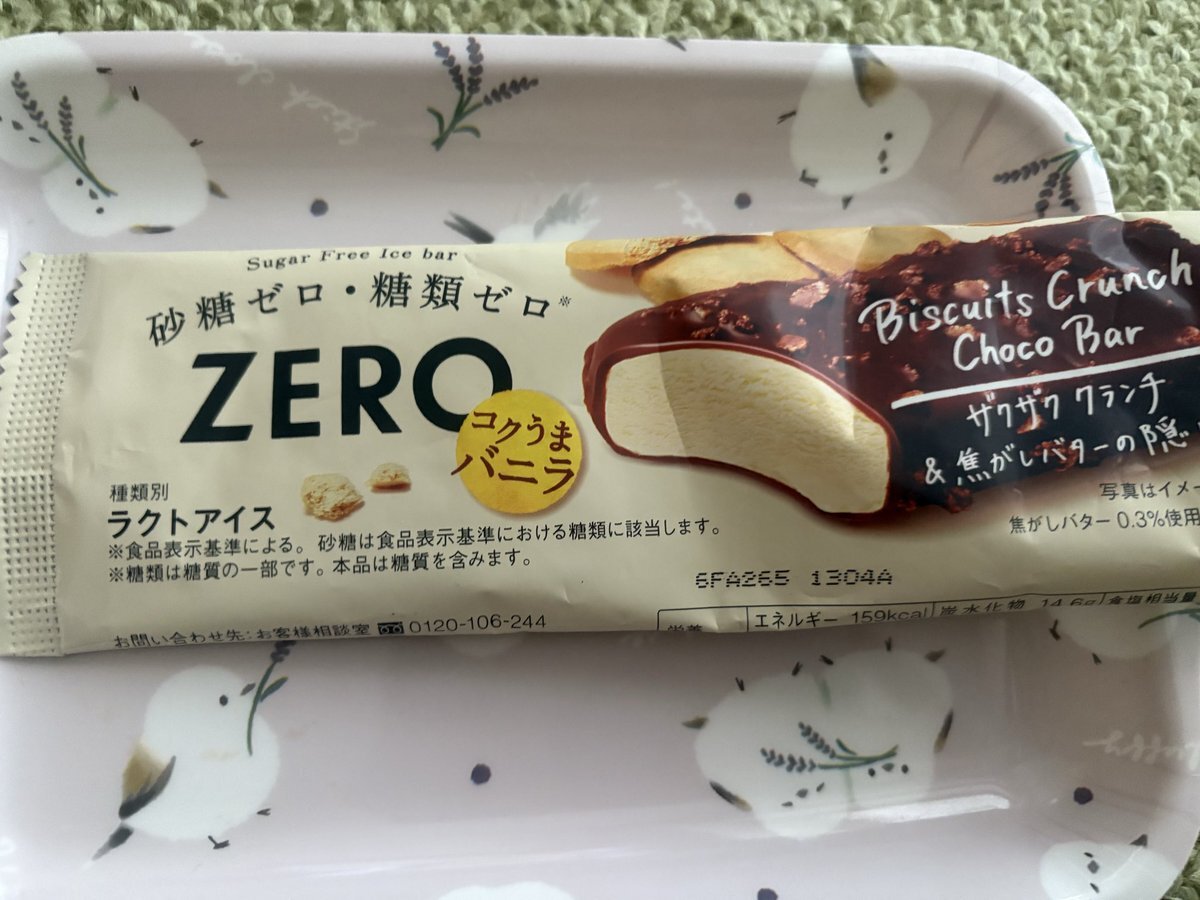 Sugar Free Ice bar
砂糖ゼロ・糖類ゼロ※
ZERO
コクうま
バニラ
Biscuits Crunch
Choco Bar
ザクザク クランチ
&焦がしバターの隠
写真はイメー
焦がしバター 0.3%使用
種類別
ラクトアイス
※食品表示基準による。砂糖は食品表示基準における糖類に該当します。
※糖類は糖質の一部です。本品は糖質を含みます。
6FA265 1304A
お問い合わせ先:お客様相談室 0120-106-244
エネルギー 159kcal 炭水化物 14.6g 食塩相当量